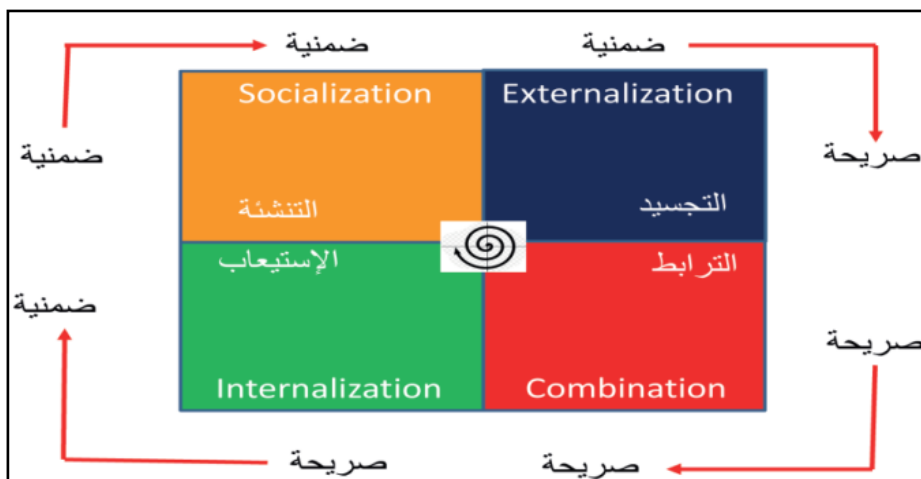 ضمنية
ضمنية
Socialization
Externalization
ضمنية
صريحة
التنشئة
التجسيد
الإستيعاب
الترابط
ضمنية
صريحة
Internalization
Combination
صريحة
صريحة